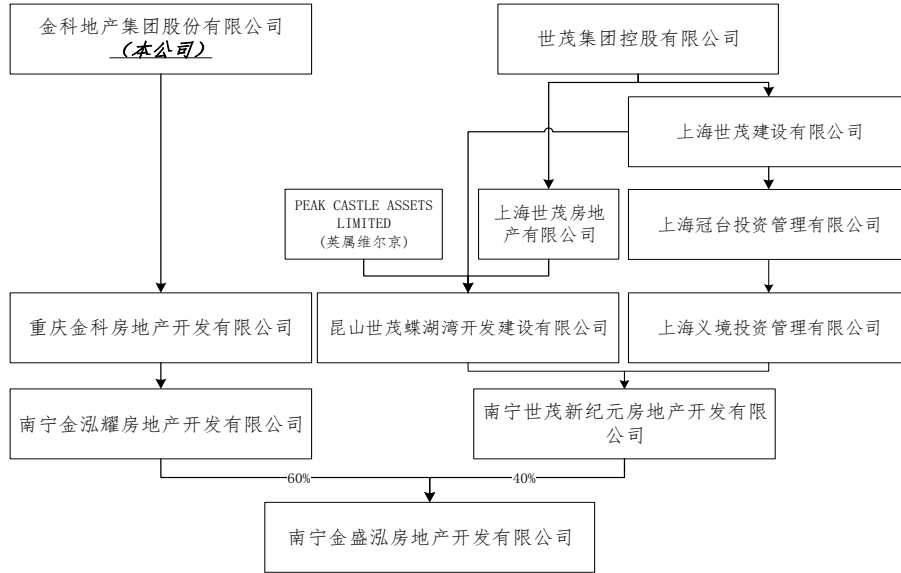 金科地产集团股份有限公司
（本公司）
世茂集团控股有限公司
上海世茂建设有限公司
PEAK CASTLE ASSETS
LIMITED
(英属维尔京)
上海世茂房地
产有限公司
上海冠台投资管理有限公司
重庆金科房地产开发有限公司
昆山世茂蝶湖湾开发建设有限公司
上海义境投资管理有限公司
南宁金泓耀房地产开发有限公司
南宁世茂新纪元房地产开发有限
公司
60%
40%
南宁金盛泓房地产开发有限公司